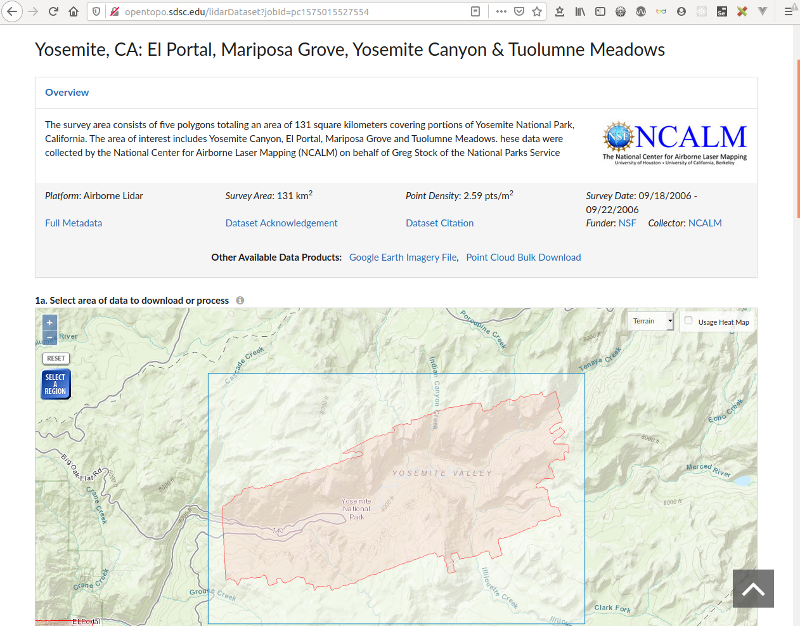 opentopo.sdsc.edu/lidarDataset?jobId=pc1575015527554
Yosemite, CA: El Portal, Mariposa Grove, Yosemite Canyon & Tuolumne Meadows
Overview
The survey area consists of five polygons totaling an area of 131 square kilometers covering portions of Yosemite National Park,
California. The area of interest includes Yosemite Canyon, El Portal, Mariposa Grove and Tuolumne Meadows. hese data were
collected by the National Center for Airborne Laser Mapping (NCALM) on behalf of Greg Stock of the National Parks Service
NSF NCALM
The National Center for Airborne Laser Mapping
University of Houston • University of California, Berkeley
Platform: Airborne Lidar Survey Area: 131 km2 Point Density: 2.59 pts/m2 Survey Date: 09/18/2006 -
09/22/2006
Full Metadata Dataset Acknowledgement Dataset Citation Funder: NSF Collector: NCALM
Other Available Data Products: Google Earth Imagery File, Point Cloud Bulk Download
1a. Select area of data to download or process
+
−
River
RESET
SELECT
A
REGION
Terrain
Usage Heat Map
Porcupine Creek
Cascade Creek
Indian Canyon Creek
Tenaya Creek
Echo Creek
Big Oak Flat Rd
Merced River
8000 ft
YOSEMITE VALLEY
Yosemite
National
Park
Crane Creek
Crane Creek
Grouse Creek
Illilouette Creek
Clark Fork
El Portal